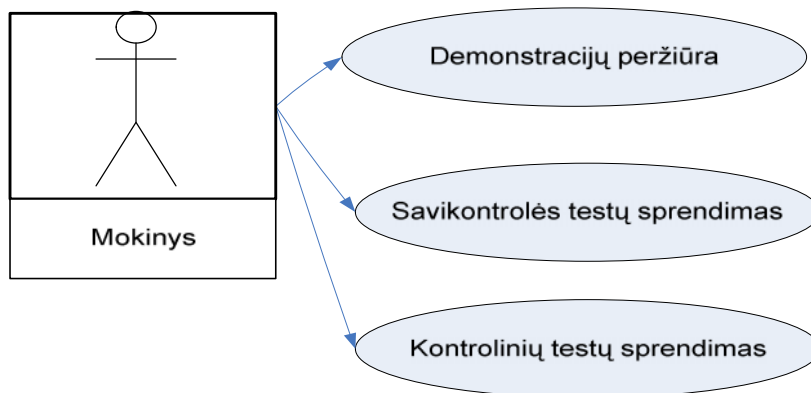 Demonstracijų peržiūra
Savikontrolės testų sprendimas
Mokinys
Kontrolinių testų sprendimas